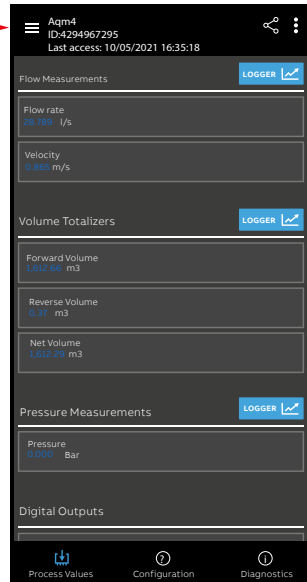 Aqm4
ID:4294967295
Last access: 10/05/2021 16:35:18
Flow Measurements
LOGGER
Flow rate
28.789 l/s
Velocity
0.885 m/s
Volume Totalizers
LOGGER
Forward Volume
1,612.66 m3
Reverse Volume
0.37 m3
Net Volume
1,612.29 m3
Pressure Measurements
LOGGER
Pressure
0.000 Bar
Digital Outputs
Process Values
Configuration
Diagnostics